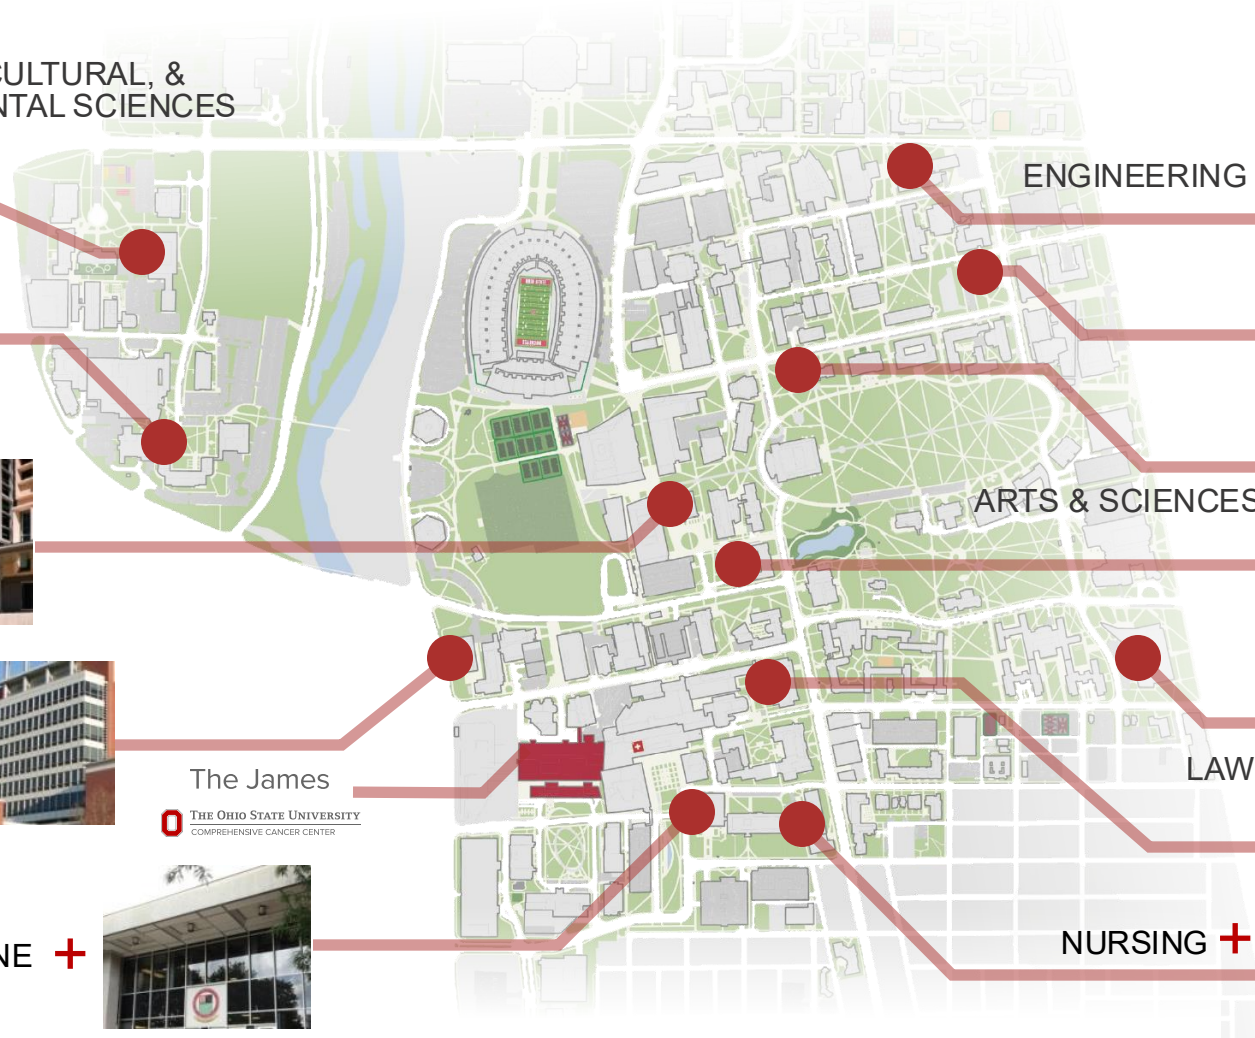 CULTURAL, &
NTAL SCIENCES
ENGINEERING
ARTS & SCIENCES
The James
THE OHIO STATE UNIVERSITY
COMPREHENSIVE CANCER CENTER
LAW
NURSING +
NE +